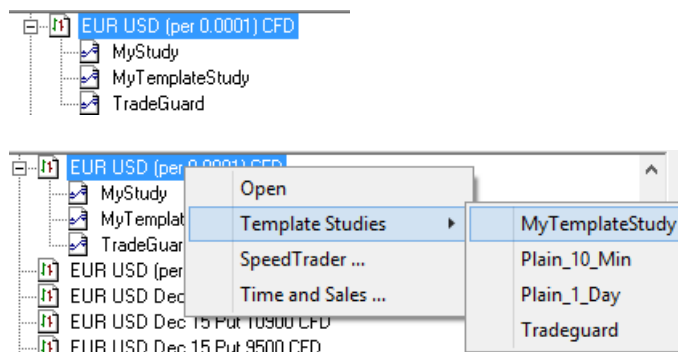 EUR USD (per 0.0001) CFD
MyStudy
MyTemplateStudy
TradeGuard
EUR USD (per 0.0001) CFD
MyStudy
Open
MyTemplat
Template Studies
MyTemplateStudy
TradeGuar
SpeedTrader ...
Plain_10_Min
EUR USD (per
EUR USD Dec
Time and Sales ...
Plain_1_Day
EUR USD Dec 15 Put 10900 CFD
Tradeguard
EUR USD Dec 15 Put 9500 CFD